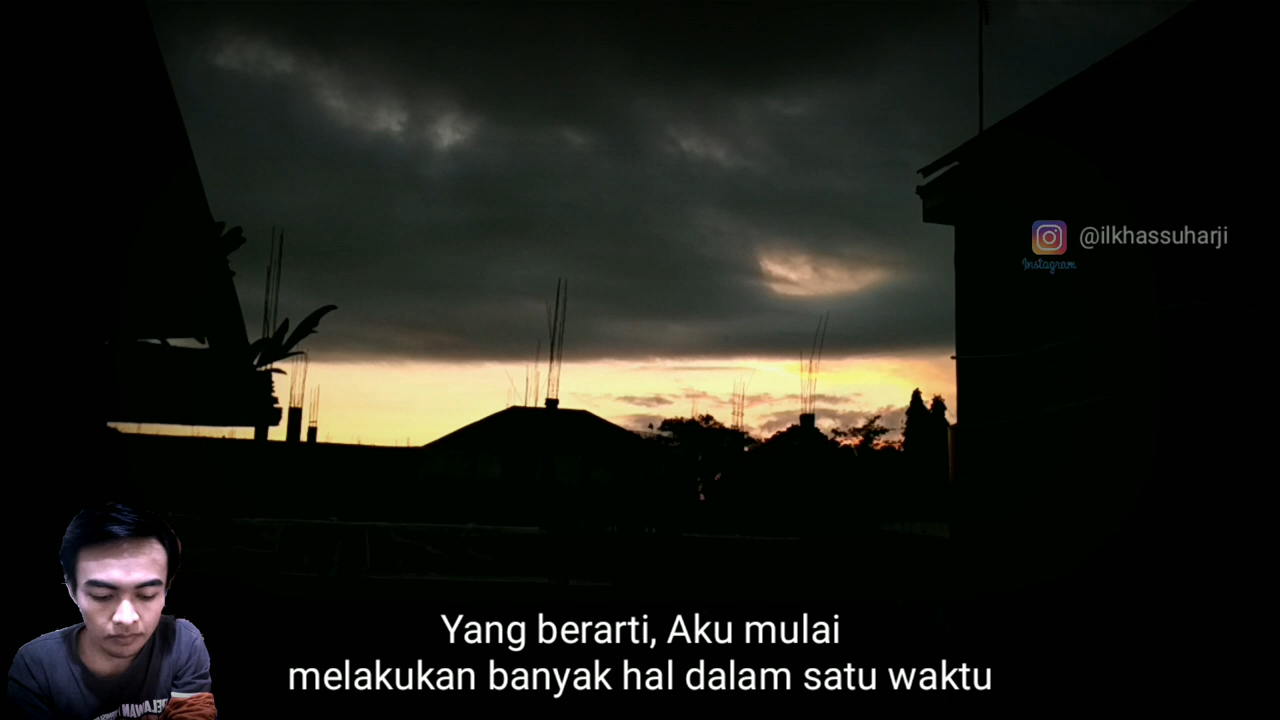 @ilkhassuharji
Instagram
Yang berarti, Aku mulai
melakukan banyak hal dalam satu waktu